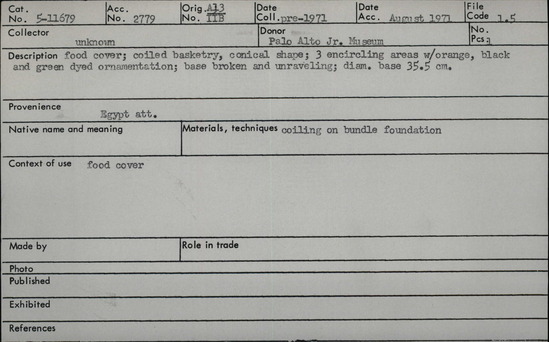 Cat. No. 5-11679 Acc. No. 2779 Orig. A13 No. IIB Date Coll. pre-1971 Date Acc. August 1971 File Code 1.5
Collector unknown Donor Palo Alto Jr. Museum No. Pcs 1
Description food cover; coiled basketry, conical shape; 3 encircling areas w/orange, black
and green dyed ornamentation; base broken and unraveling; diam. base 35.5 cm.
Provenience
Egypt att.
Native name and meaning Materials, techniques coiling on bundle foundation
Context of use food cover
Made by Role in trade
Photo
Published
Exhibited
References